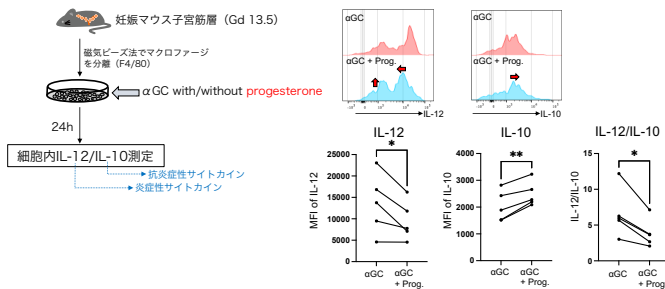 妊娠マウス子宮筋層（Gd 13.5）
磁気ビーズ法でマクロファージ
を分離（F4/80）
αGC with/without progesterone
24h
細胞内IL-12/IL-10測定
抗炎症性サイトカイン
炎症性サイトカイン
αGC
αGC + Prog.
IL-12
αGC
αGC + Prog.
IL-10
IL-12
MFI of IL-12
25000
20000
15000
10000
5000
0
*
αGC
αGC
+ Prog.
IL-10
MFI of IL-10
4000
3000
2000
1000
0
**
αGC
αGC
+ Prog.
IL-12/IL-10
IL-12/IL-10
15
10
5
0
*
αGC
αGC
+ Prog.